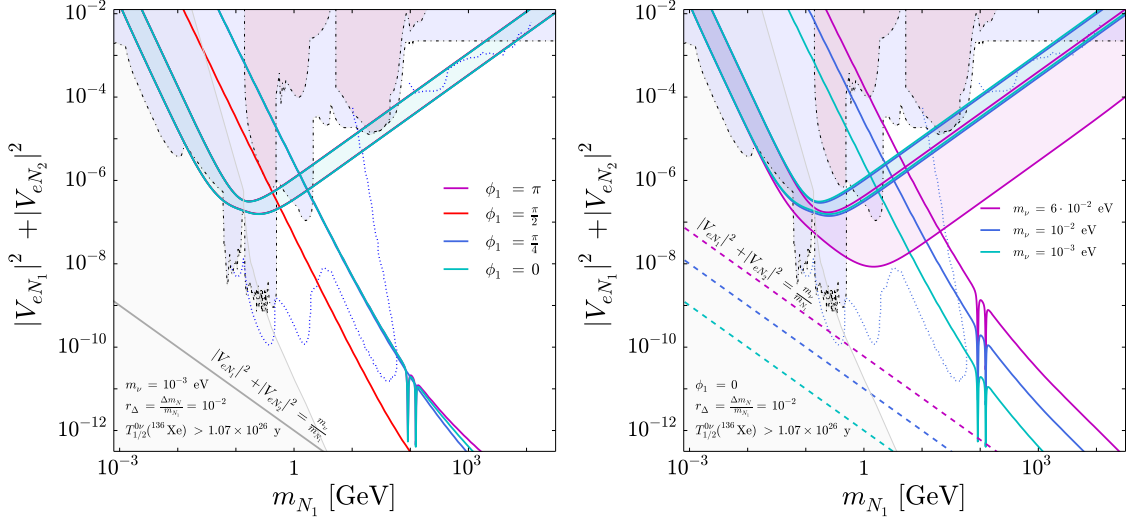 10^{-2}
10^{-4}
10^{-6}
10^{-8}
10^{-10}
10^{-12}
|V_{eN_1}|^2 + |V_{eN_2}|^2
ϕ_1 = π
ϕ_1 = π/2
ϕ_1 = π/4
ϕ_1 = 0
|V_{eN_1}|^2 + |V_{eN_2}|^2 = m_ν/m_{N_1}
m_ν = 10^{-3} eV
r_Δ = Δm_N/m_{N_1} = 10^{-2}
T_{1/2}^{0ν}(^{136}Xe) > 1.07 × 10^{26} y
10^{-3} 1 10^3
m_{N_1} [GeV]
10^{-2}
10^{-4}
10^{-6}
10^{-8}
10^{-10}
10^{-12}
|V_{eN_1}|^2 + |V_{eN_2}|^2
m_ν = 6 · 10^{-2} eV
m_ν = 10^{-2} eV
m_ν = 10^{-3} eV
|V_{eN_1}|^2 + |V_{eN_2}|^2 = m_ν/m_{N_1}
ϕ_1 = 0
r_Δ = Δm_N/m_{N_1} = 10^{-2}
T_{1/2}^{0ν}(^{136}Xe) > 1.07 × 10^{26} y
10^{-3} 1 10^3
m_{N_1} [GeV]